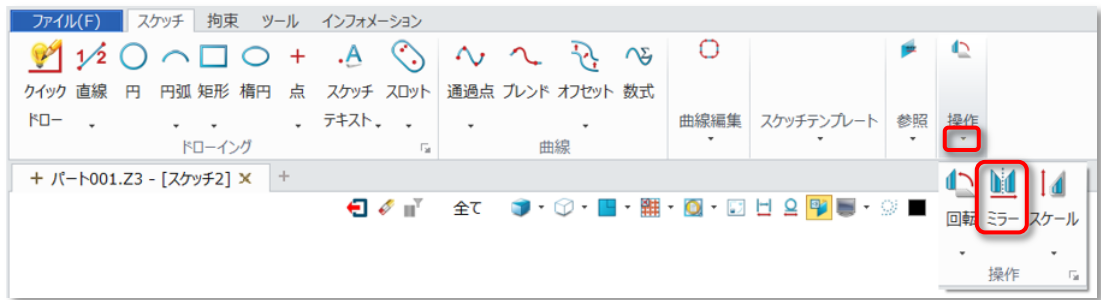 ファイル(F) スケッチ 拘束 ツール インフォメーション
クイック 直線 円 円弧 矩形 楕円 点 スケッチ スロット 通過点 ブレンド オフセット 数式
ドロー テキスト 曲線編集 スケッチテンプレート 参照 操作
ドローイング 曲線
+ パート001.Z3 - [スケッチ2] × +
全て
回転 ミラー スケール
操作